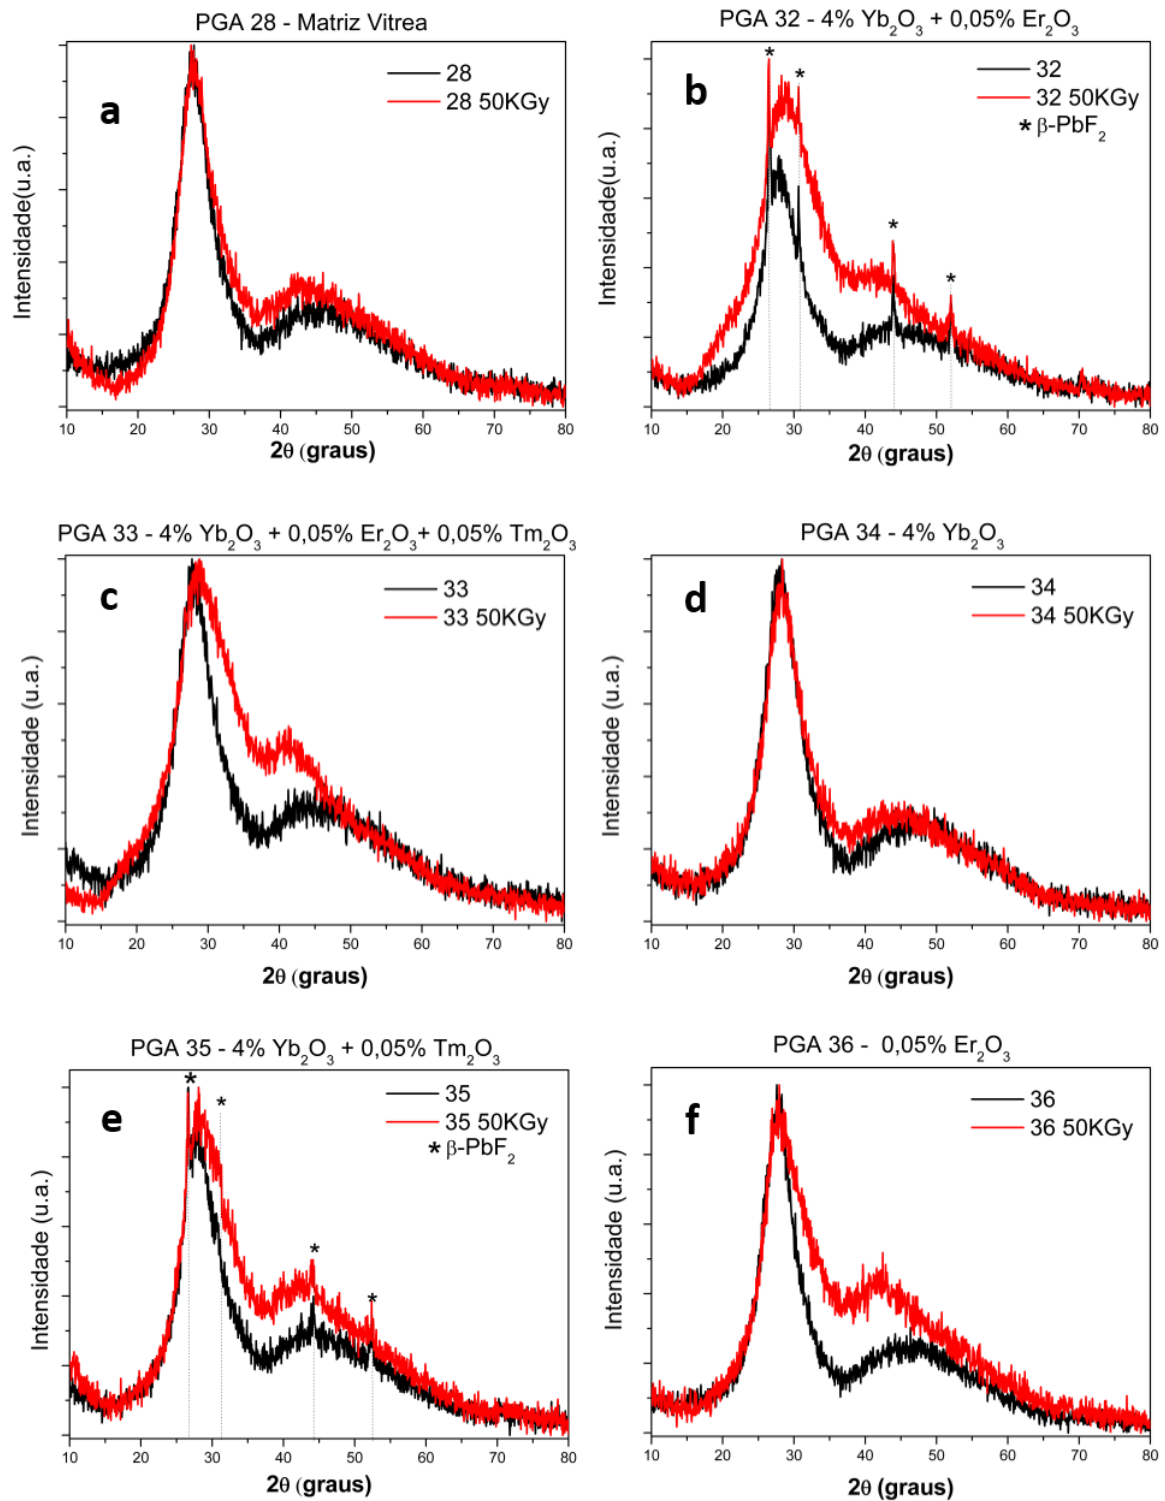 PGA 28 - Matriz Vitrea
a
28
28 50KGy
Intensidade(u.a.)
10 20 30 40 50 60 70 80
2θ (graus)
PGA 32 - 4% Yb₂O₃ + 0,05% Er₂O₃
b
32
32 50KGy
* β-PbF₂
* * * *
Intensidade(u.a.)
10 20 30 40 50 60 70 80
2θ (graus)
PGA 33 - 4% Yb₂O₃ + 0,05% Er₂O₃+ 0,05% Tm₂O₃
c
33
33 50KGy
Intensidade (u.a.)
10 20 30 40 50 60 70 80
2θ (graus)
PGA 34 - 4% Yb₂O₃
d
34
34 50KGy
Intensidade (u.a.)
10 20 30 40 50 60 70 80
2θ (graus)
PGA 35 - 4% Yb₂O₃ + 0,05% Tm₂O₃
e
35
35 50KGy
* β-PbF₂
* * * *
Intensidade (u.a.)
10 20 30 40 50 60 70 80
2θ (graus)
PGA 36 - 0,05% Er₂O₃
f
36
36 50KGy
Intensidade (u.a.)
10 20 30 40 50 60 70 80
2θ (graus)